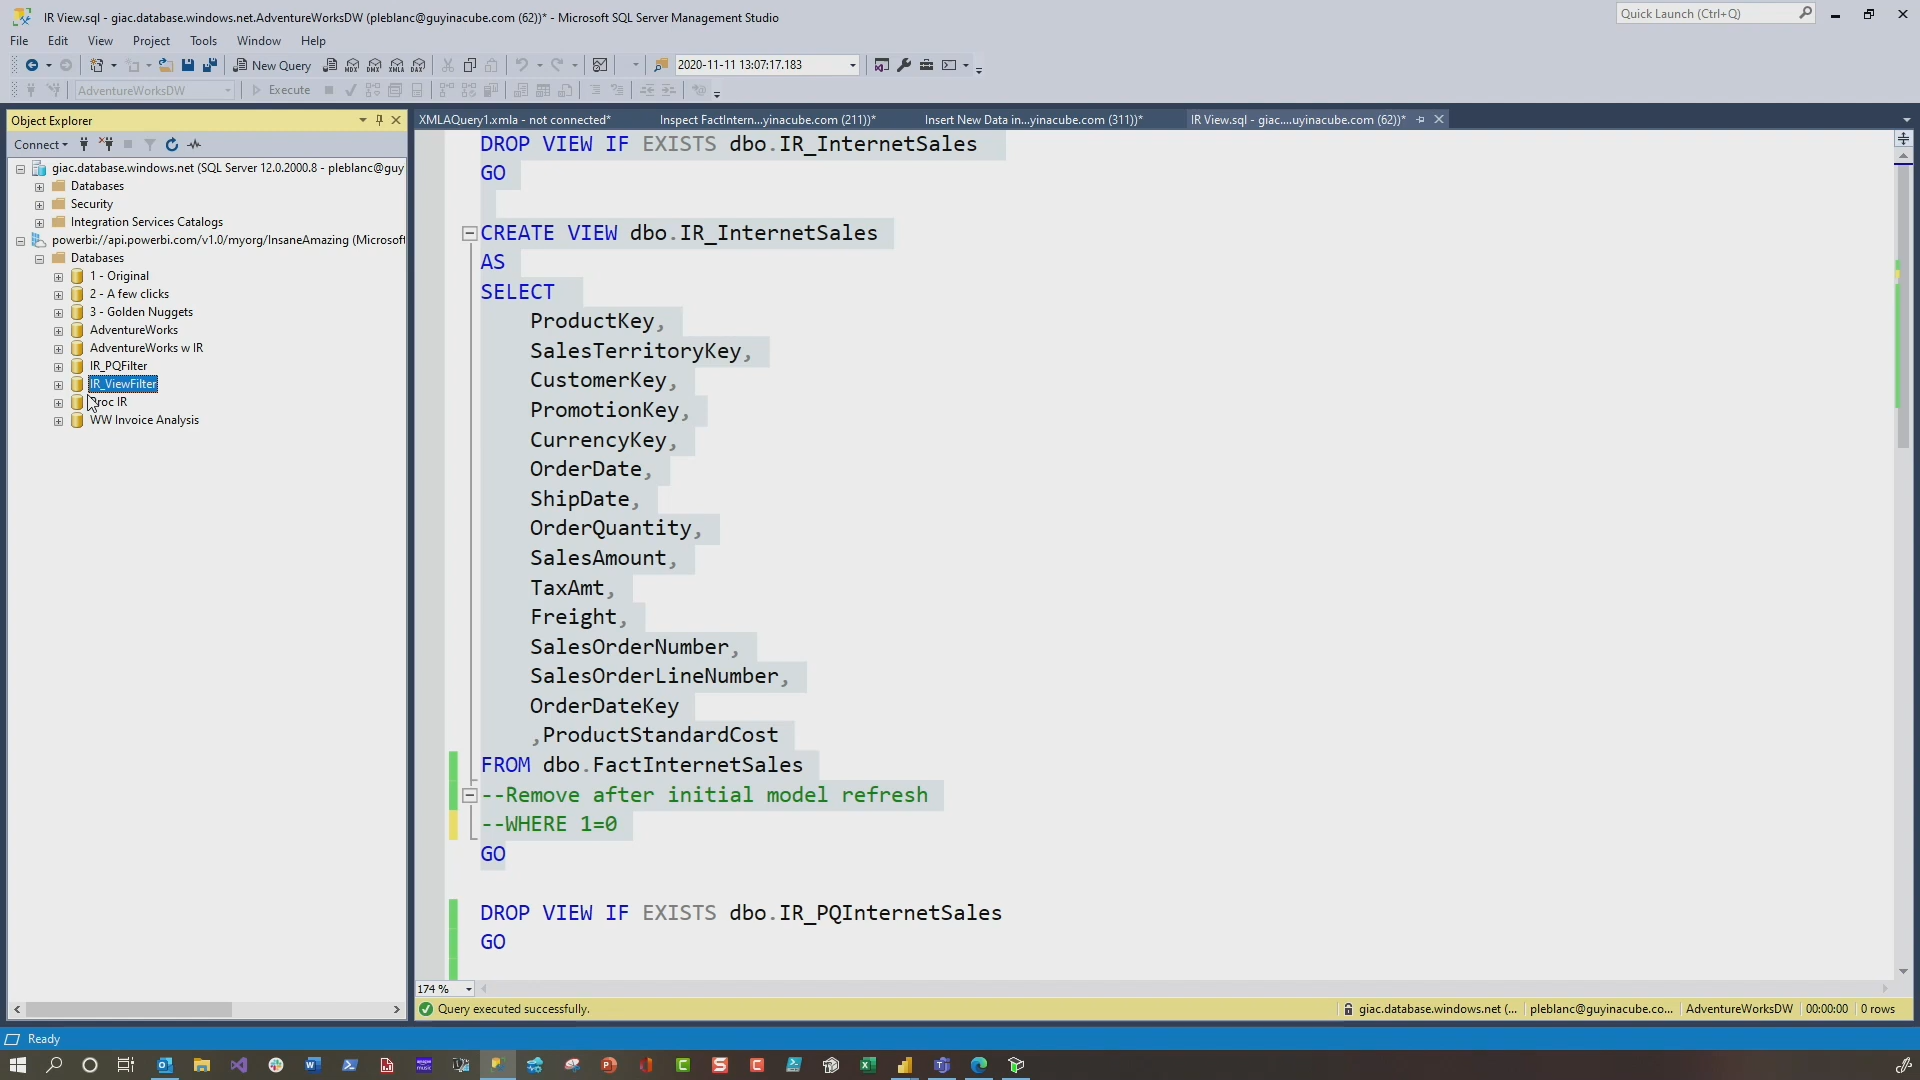 IR View.sql - giac.database.windows.net.AdventureWorksDW (pleblanc@guyinacube.com (62))* - Microsoft SQL Server Management Studio
Quick Launch (Ctrl+Q)
File Edit View Project Tools Window Help
New Query
2020-11-11 13:07:17.183
AdventureWorksDW
Execute
Object Explorer
Connect
giac.database.windows.net (SQL Server 12.0.2000.8 - pleblanc@guy
Databases
Security
Integration Services Catalogs
powerbi://api.powerbi.com/v1.0/myorg/InsaneAmazing (Microsoft
Databases
1 - Original
2 - A few clicks
3 - Golden Nuggets
AdventureWorks
AdventureWorks w IR
IR_PQFilter
IR_ViewFilter
Proc IR
WW Invoice Analysis
XMLAQuery1.xmla - not connected* Inspect FactIntern...yinacube.com (211))* Insert New Data in...yinacube.com (311))* IR View.sql - giac....uyinacube.com (62))*
DROP VIEW IF EXISTS dbo.IR_InternetSales
GO
CREATE VIEW dbo.IR_InternetSales
AS
SELECT
ProductKey,
SalesTerritoryKey,
CustomerKey,
PromotionKey,
CurrencyKey,
OrderDate,
ShipDate,
OrderQuantity,
SalesAmount,
TaxAmt,
Freight,
SalesOrderNumber,
SalesOrderLineNumber,
OrderDateKey
,ProductStandardCost
FROM dbo.FactInternetSales
--Remove after initial model refresh
--WHERE 1=0
GO
DROP VIEW IF EXISTS dbo.IR_PQInternetSales
GO
174 %
Query executed successfully.
giac.database.windows.net (... pleblanc@guyinacube.co... AdventureWorksDW 00:00:00 0 rows
Ready